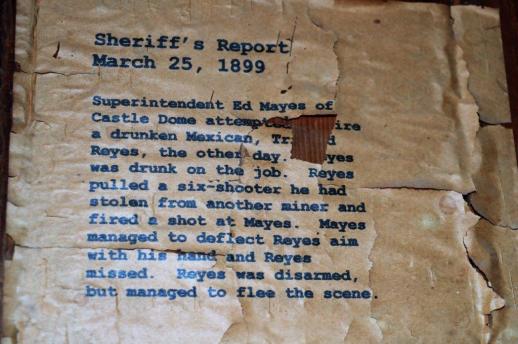 Sheriff's Report
March 25, 1899
Superintendent Ed Mayes of
Castle Dome attempted
a drunken Mexican,
Reyes, the other day.
was drunk on the job. Reyes
pulled a six-shooter he had
stolen from another miner and
fired a shot at Mayes. Mayes
managed to deflect Reyes aim
with his hand and Reyes
missed. Reyes was disarmed,
but managed to flee the scene.